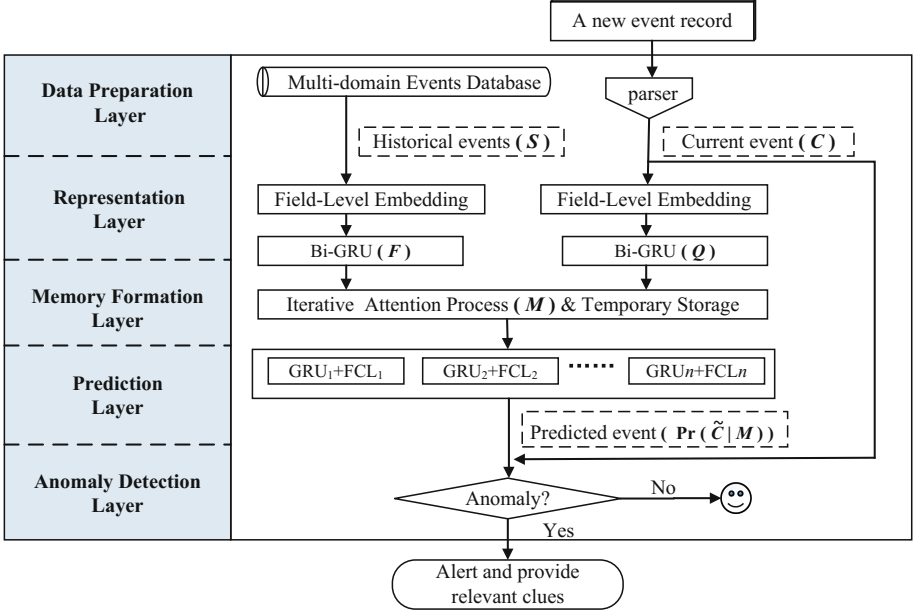 A new event record
Data Preparation
Layer
Multi-domain Events Database
parser
Historical events ( S )
Current event ( C )
Representation
Layer
Field-Level Embedding
Field-Level Embedding
Bi-GRU ( F )
Bi-GRU ( Q )
Memory Formation
Layer
Iterative Attention Process ( M ) & Temporary Storage
Prediction
Layer
GRU₁+FCL₁
GRU₂+FCL₂
······
GRUn+FCLn
Predicted event ( Pr ( C̃ | M ) )
Anomaly Detection
Layer
Anomaly?
No
Yes
Alert and provide
relevant clues